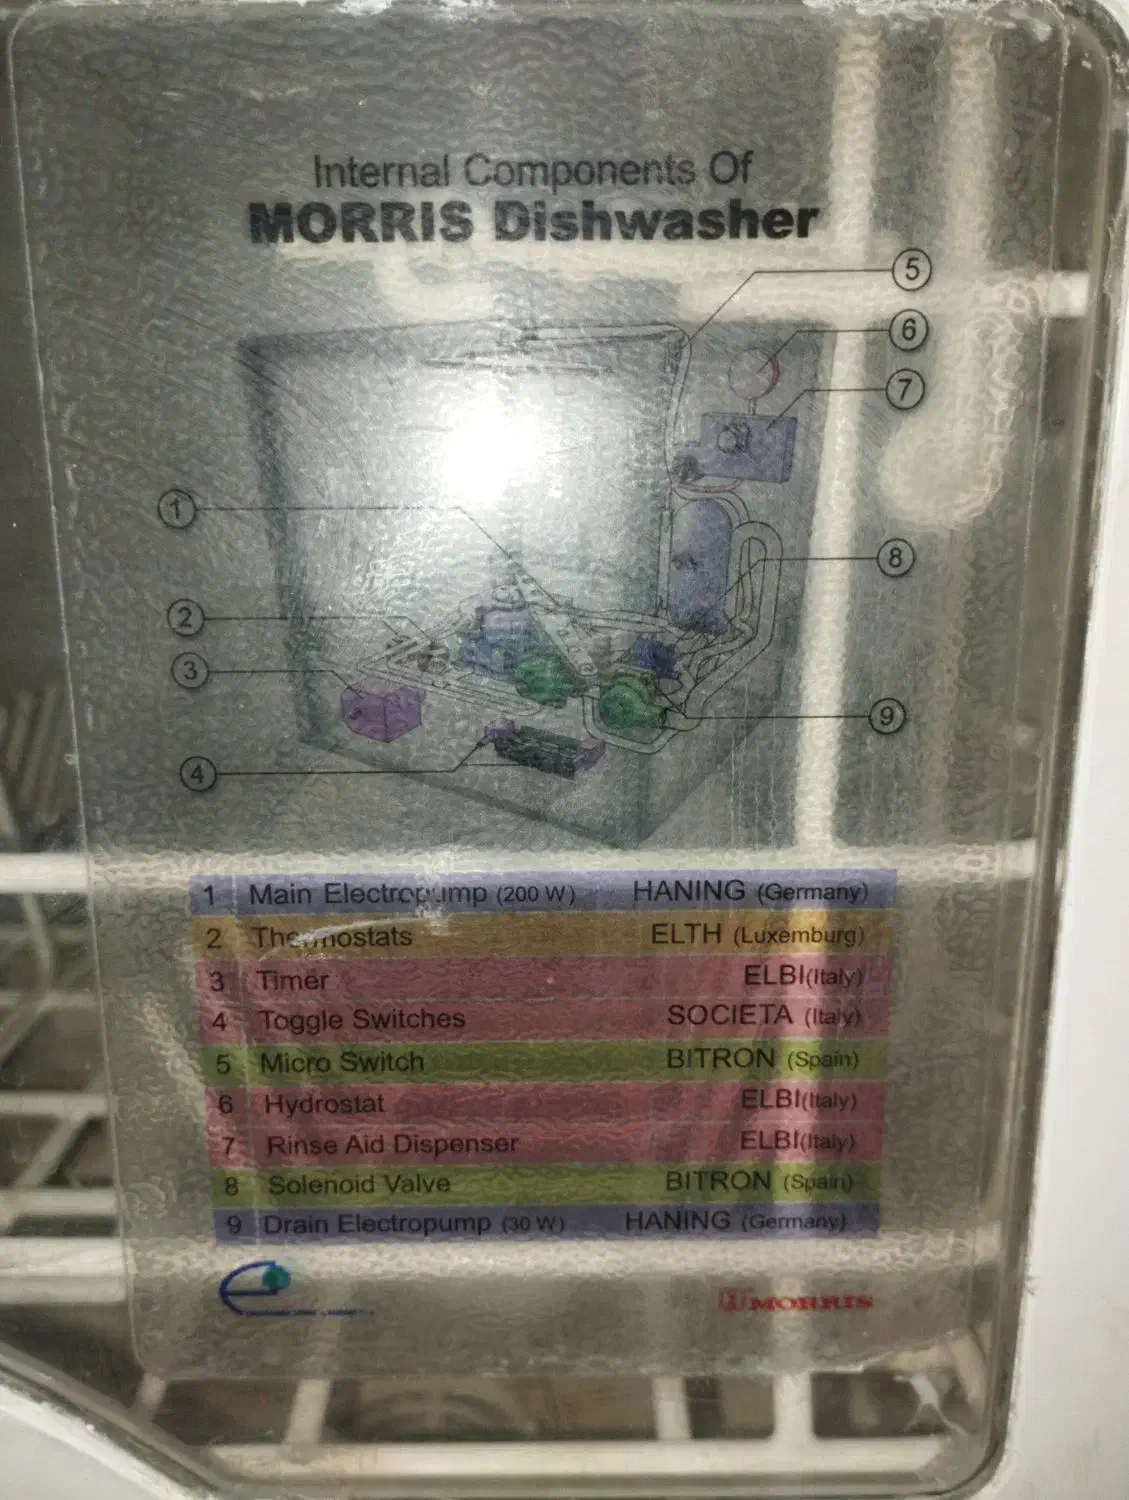 Internal Components Of
MORRIS Dishwasher
5
6
7
1
8
2
3
9
4
1 Main Electropump (200 W) HANING (Germany)
2 Thermostats ELTH (Luxemburg)
3 Timer ELBI(Italy)
4 Toggle Switches SOCIETA (Italy)
5 Micro Switch BITRON (Spain)
6 Hydrostat ELBI(Italy)
7 Rinse Aid Dispenser ELBI(Italy)
8 Solenoid Valve BITRON (Spain)
9 Drain Electropump (30 W) HANING (Germany)
MORRIS